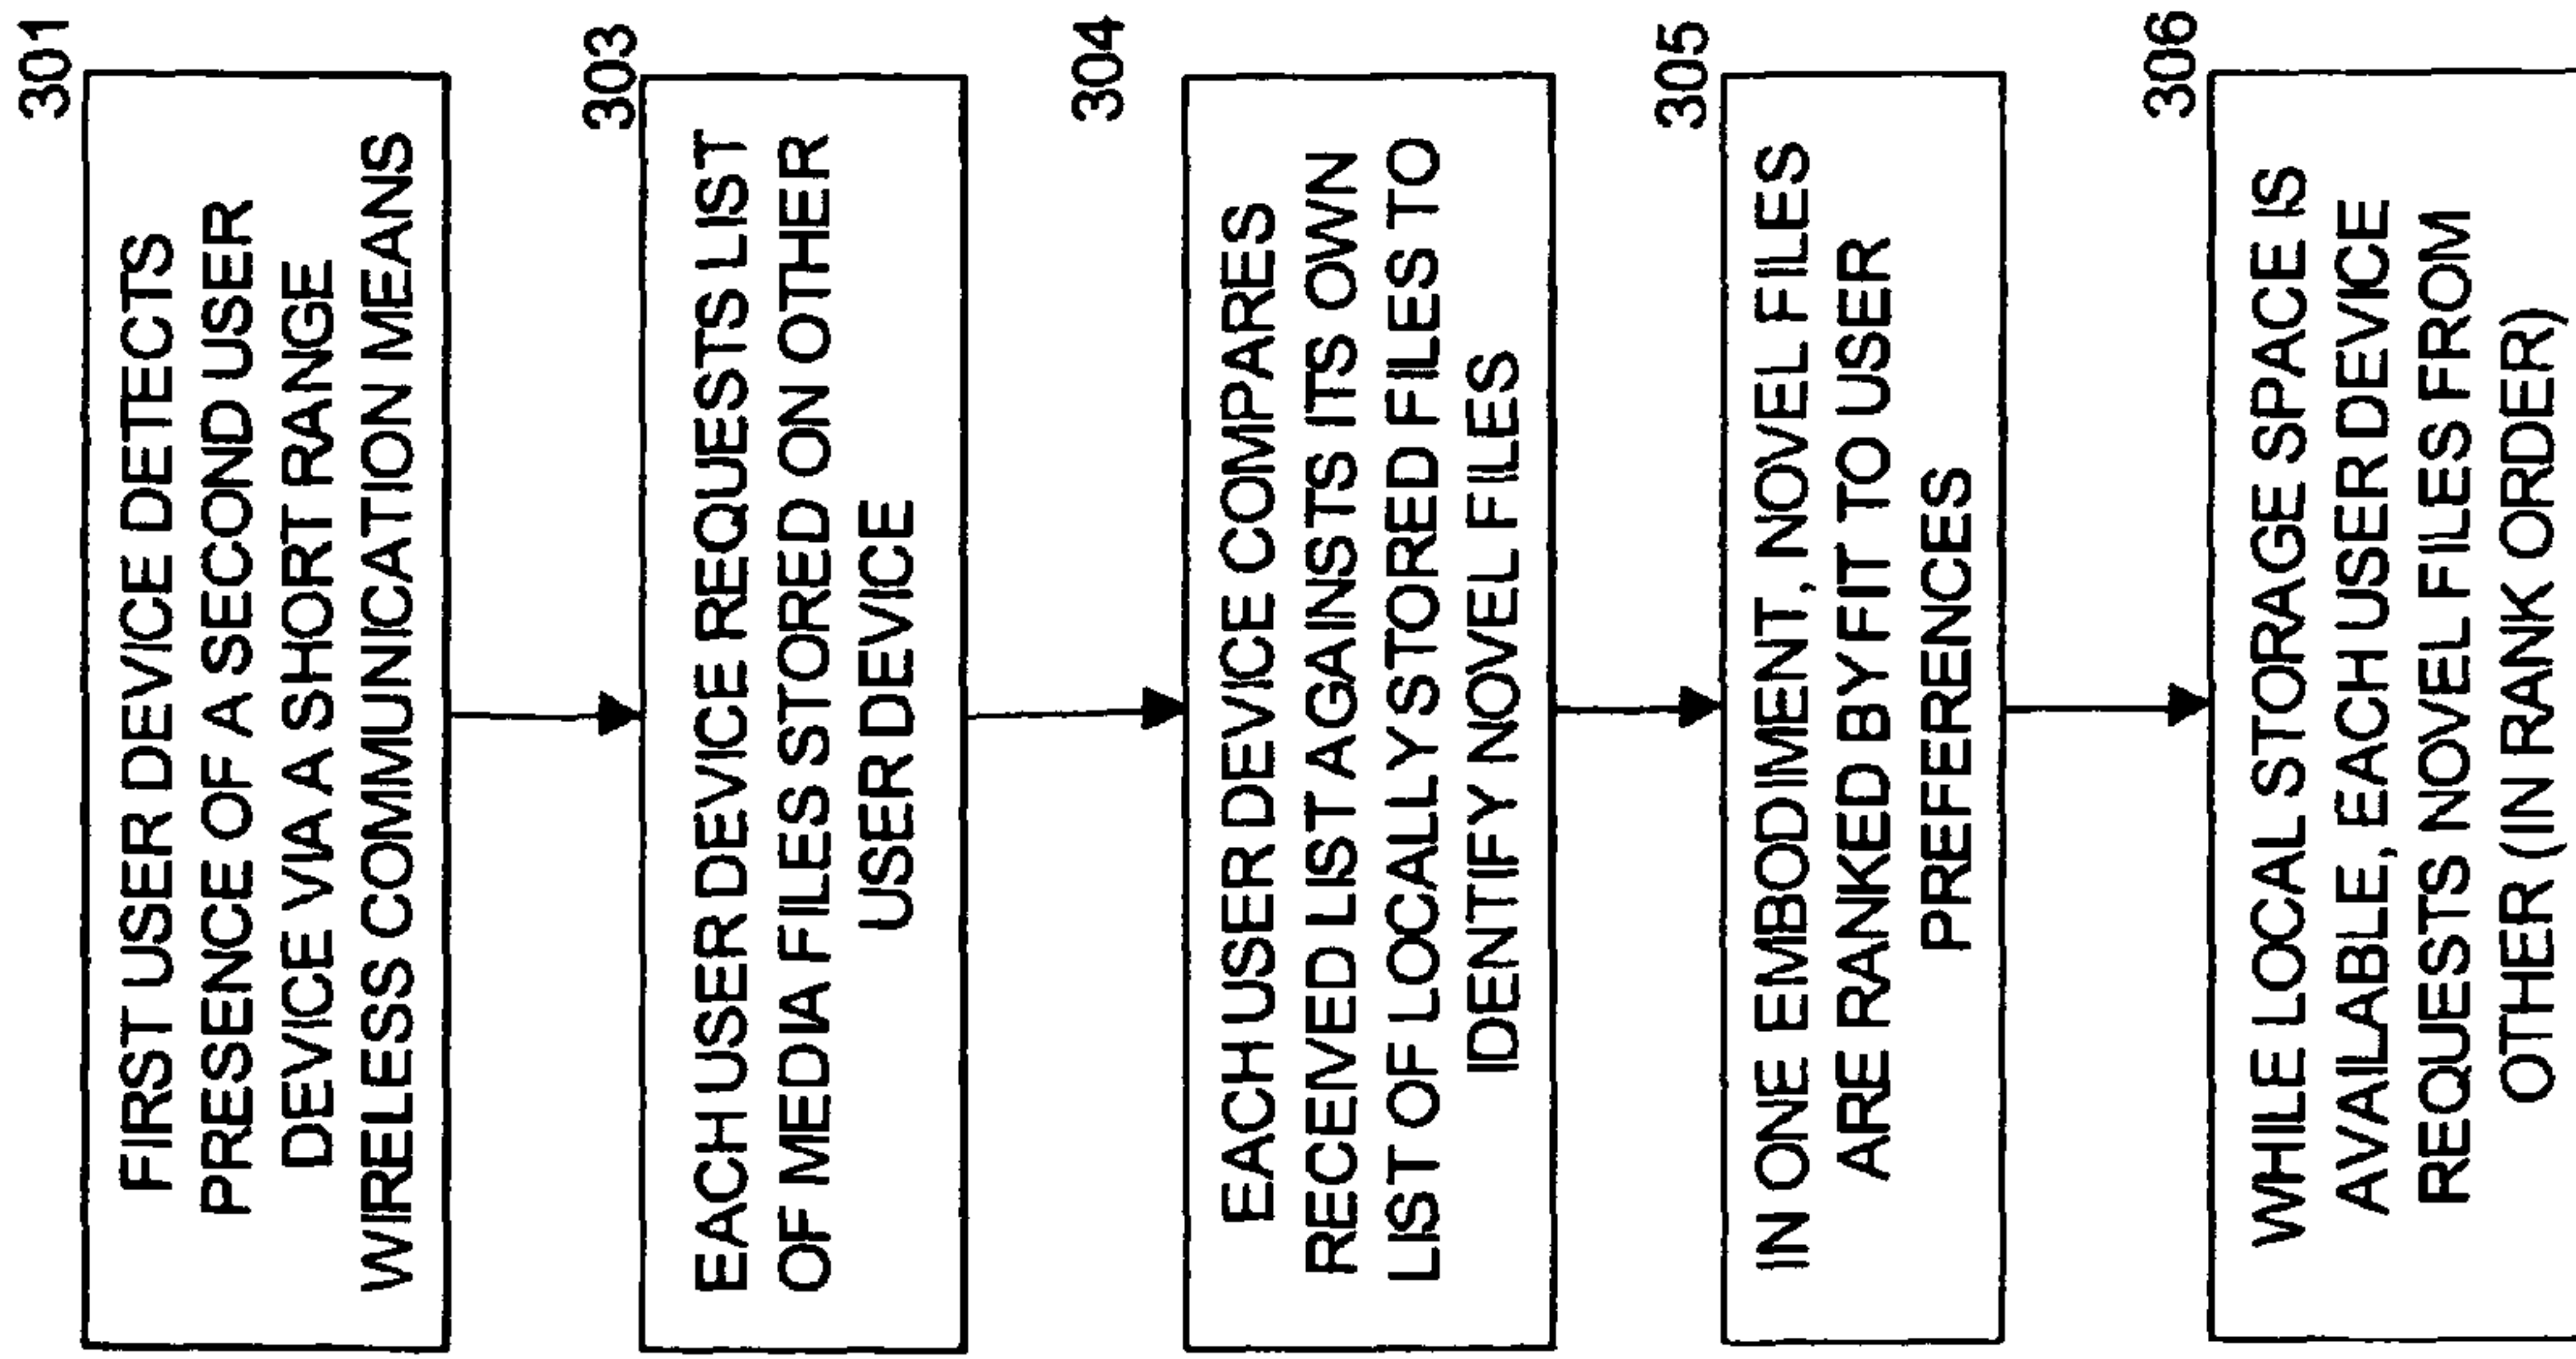 301
FIRST USER DEVICE DETECTS
PRESENCE OF A SECOND USER
DEVICE VIA A SHORT RANGE
WIRELESS COMMUNICATION MEANS
303
EACH USER DEVICE REQUESTS LIST
OF MEDIA FILES STORED ON OTHER
USER DEVICE
304
EACH USER DEVICE COMPARES
RECEIVED LIST AGAINSTS ITS OWN
LIST OF LOCALLY STORED FILES TO
IDENTIFY NOVEL FILES
305
IN ONE EMBODIMENT, NOVEL FILES
ARE RANKED BY FIT TO USER
PREFERENCES
306
WHILE LOCAL STORAGE SPACE IS
AVAILABLE, EACH USER DEVICE
REQUESTS NOVEL FILES FROM
OTHER (IN RANK ORDER)